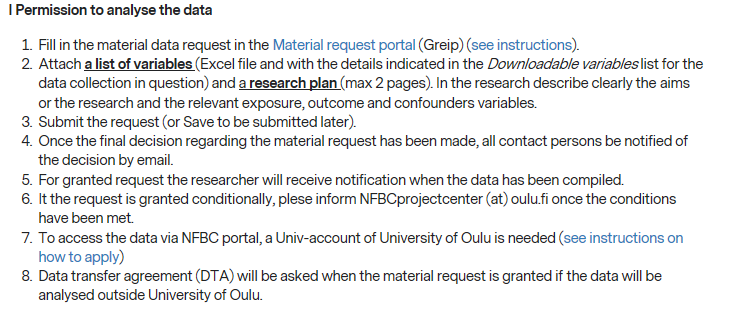 I Permission to analyse the data
1. Fill in the material data request in the Material request portal (Greip) (see instructions).
2. Attach a list of variables (Excel file and with the details indicated in the Downloadable variables list for the
data collection in question) and a research plan (max 2 pages). In the research describe clearly the aims
or the research and the relevant exposure, outcome and confounders variables.
3. Submit the request (or Save to be submitted later).
4. Once the final decision regarding the material request has been made, all contact persons be notified of
the decision by email.
5. For granted request the researcher will receive notification when the data has been compiled.
6. It the request is granted conditionally, plese inform NFBCprojectcenter (at) oulu.fi once the conditions
have been met.
7. To access the data via NFBC portal, a Univ-account of University of Oulu is needed (see instructions on
how to apply)
8. Data transfer agreement (DTA) will be asked when the material request is granted if the data will be
analysed outside University of Oulu.